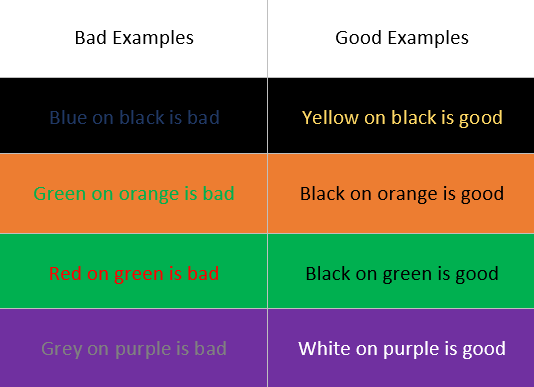 Bad Examples
Good Examples
Blue on black is bad
Yellow on black is good
Green on orange is bad
Black on orange is good
Red on green is bad
Black on green is good
Grey on purple is bad
White on purple is good